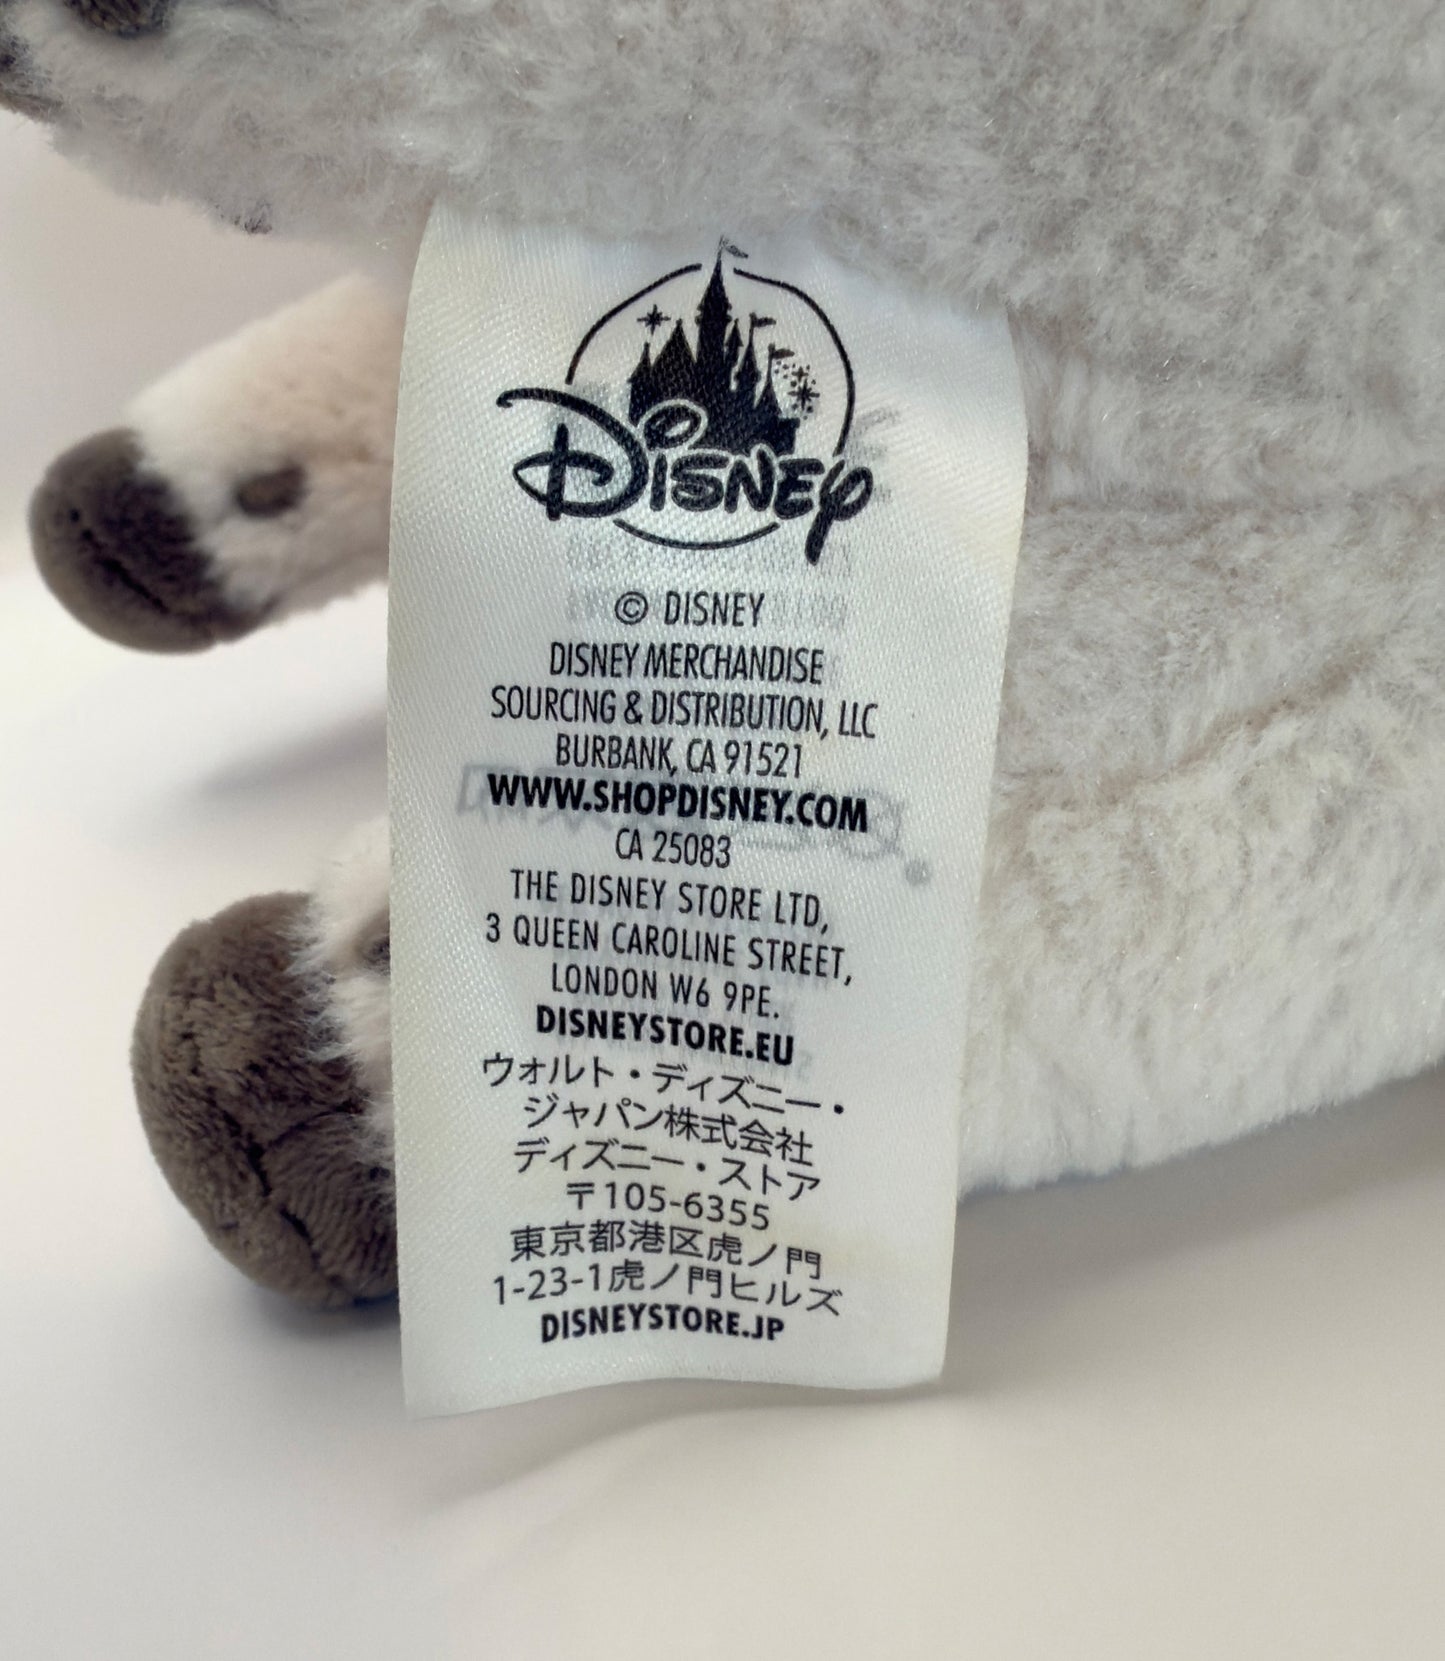 Disney
© DISNEY
DISNEY MERCHANDISE
SOURCING & DISTRIBUTION, LLC
BURBANK, CA 91521
WWW.SHOPDISNEY.COM
CA 25083
THE DISNEY STORE LTD,
3 QUEEN CAROLINE STREET,
LONDON W6 9PE.
DISNEYSTORE.EU
ウォルト・ディズニー・
ジャパン株式会社
ディズニー・ストア
〒105-6355
東京都港区虎ノ門
1-23-1虎ノ門ヒルズ
DISNEYSTORE.JP